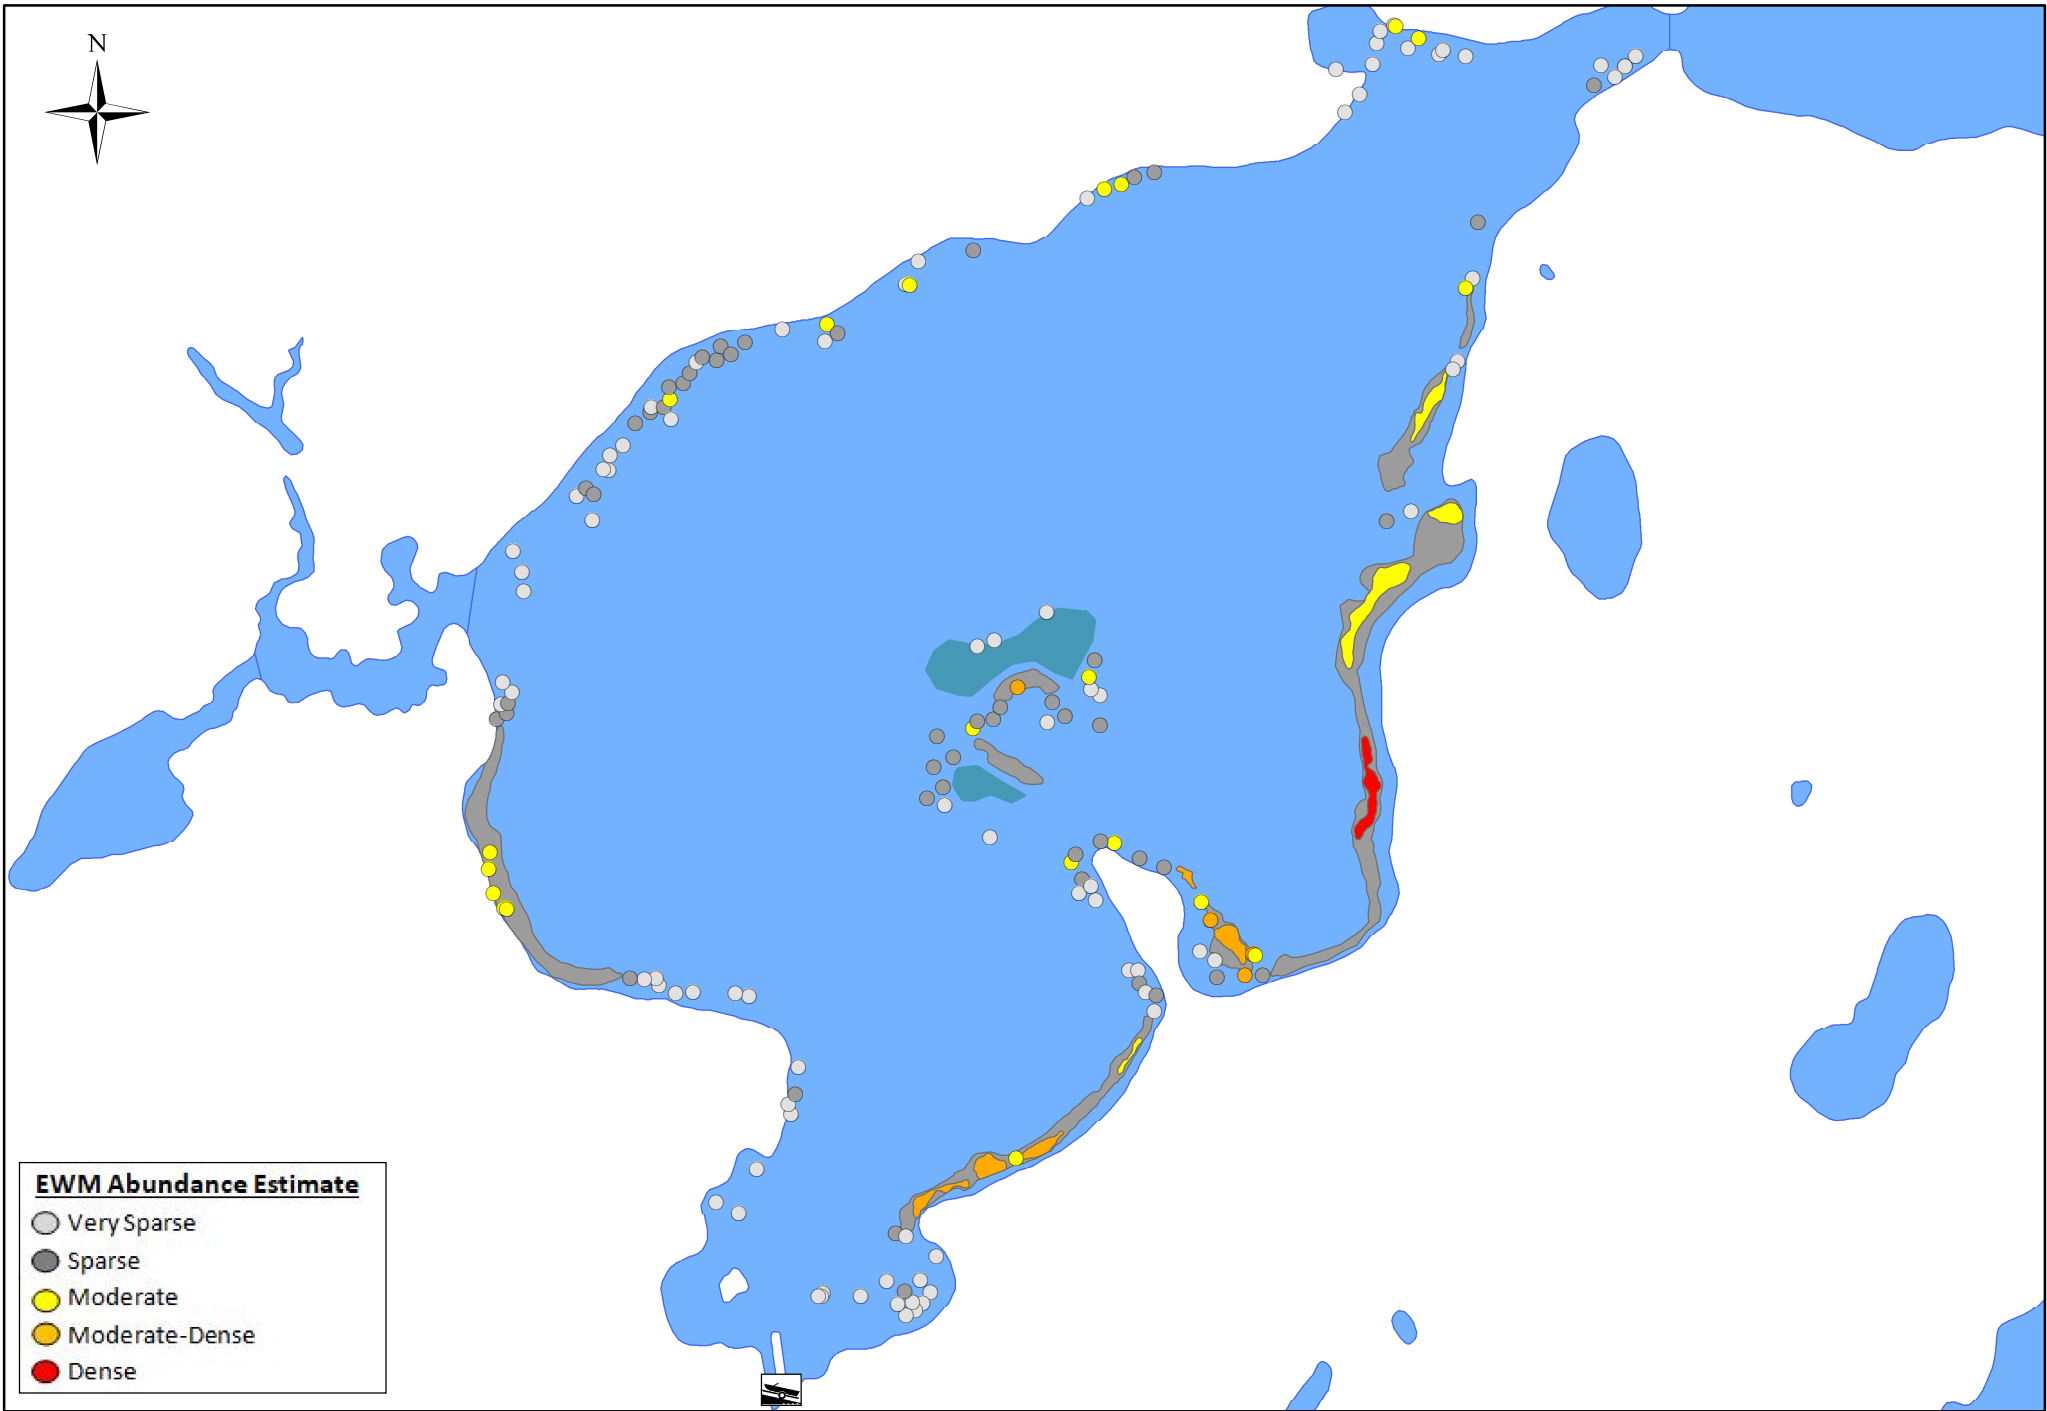 N
EWM Abundance Estimate
Very Sparse
Sparse
Moderate
Moderate-Dense
Dense